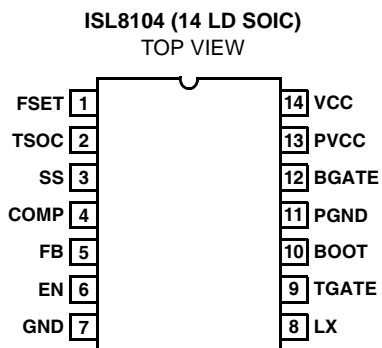 ISL8104 (14 LD SOIC)
TOP VIEW
FSET 1 14 VCC
TSOC 2 13 PVCC
SS 3 12 BGATE
COMP 4 11 PGND
FB 5 10 BOOT
EN 6 9 TGATE
GND 7 8 LX